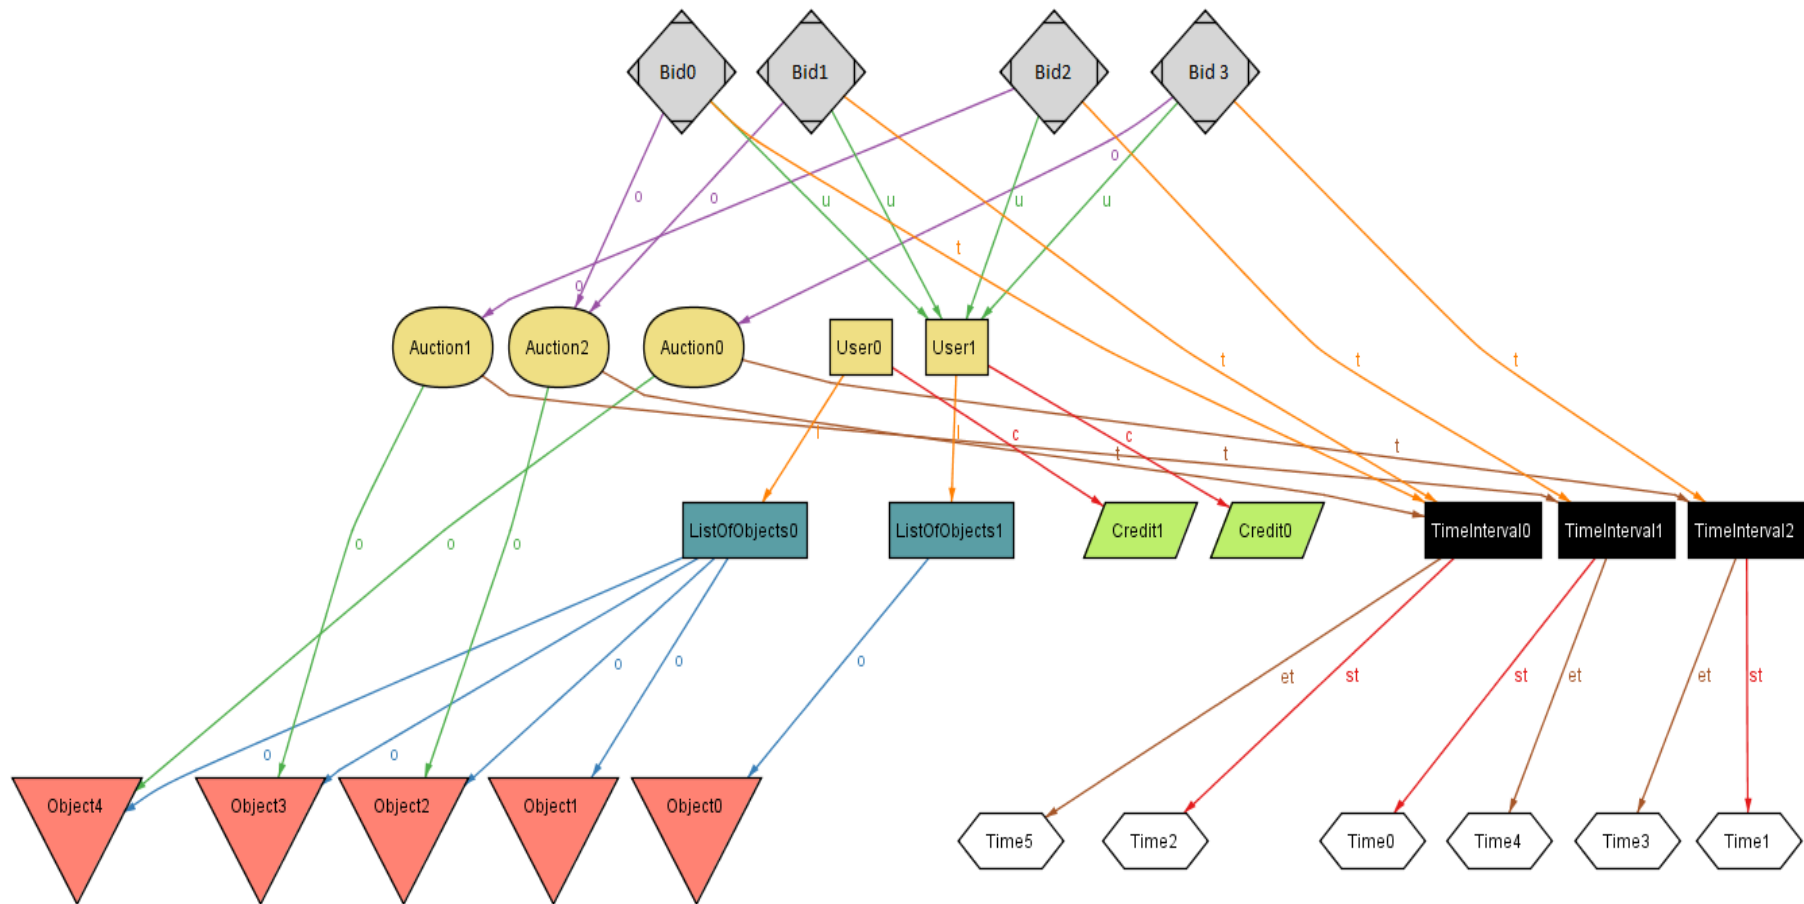 Bid0
Bid1
Bid2
Bid 3
o
o
o
u
u
u
u
t
o
Auction1
Auction2
Auction0
User0
User1
t
t
t
l
l
c
c
t
t
t
ListOfObjects0
ListOfObjects1
Credit1
Credit0
TimeInterval0
TimeInterval1
TimeInterval2
o
o
o
o
o
o
et
st
st
et
et
st
o
o
Object4
Object3
Object2
Object1
Object0
Time5
Time2
Time0
Time4
Time3
Time1